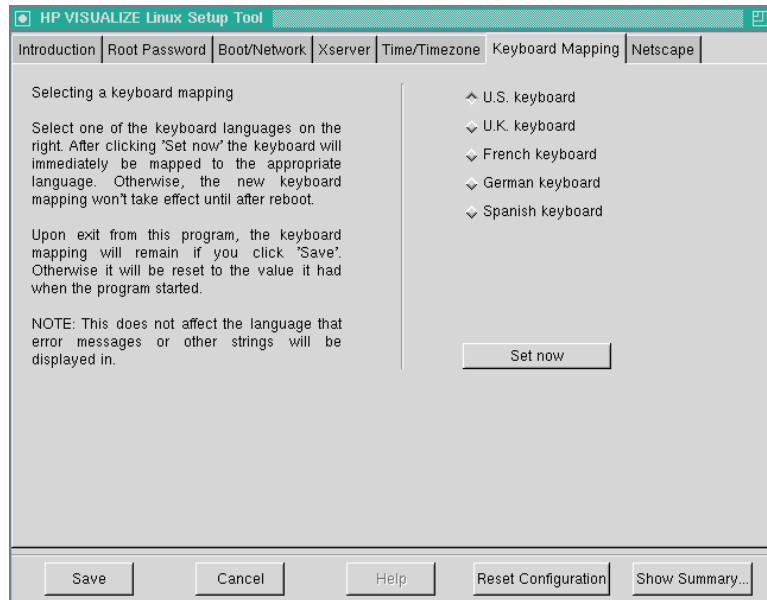 HP VISUALIZE Linux Setup Tool
Introduction Root Password Boot/Network Xserver Time/Timezone Keyboard Mapping Netscape
Selecting a keyboard mapping
Select one of the keyboard languages on the
right. After clicking 'Set now' the keyboard will
immediately be mapped to the appropriate
language. Otherwise, the new keyboard
mapping won't take effect until after reboot.
Upon exit from this program, the keyboard
mapping will remain if you click 'Save'.
Otherwise it will be reset to the value it had
when the program started.
NOTE: This does not affect the language that
error messages or other strings will be
displayed in.
U.S. keyboard
U.K. keyboard
French keyboard
German keyboard
Spanish keyboard
Set now
Save Cancel Help Reset Configuration Show Summary...